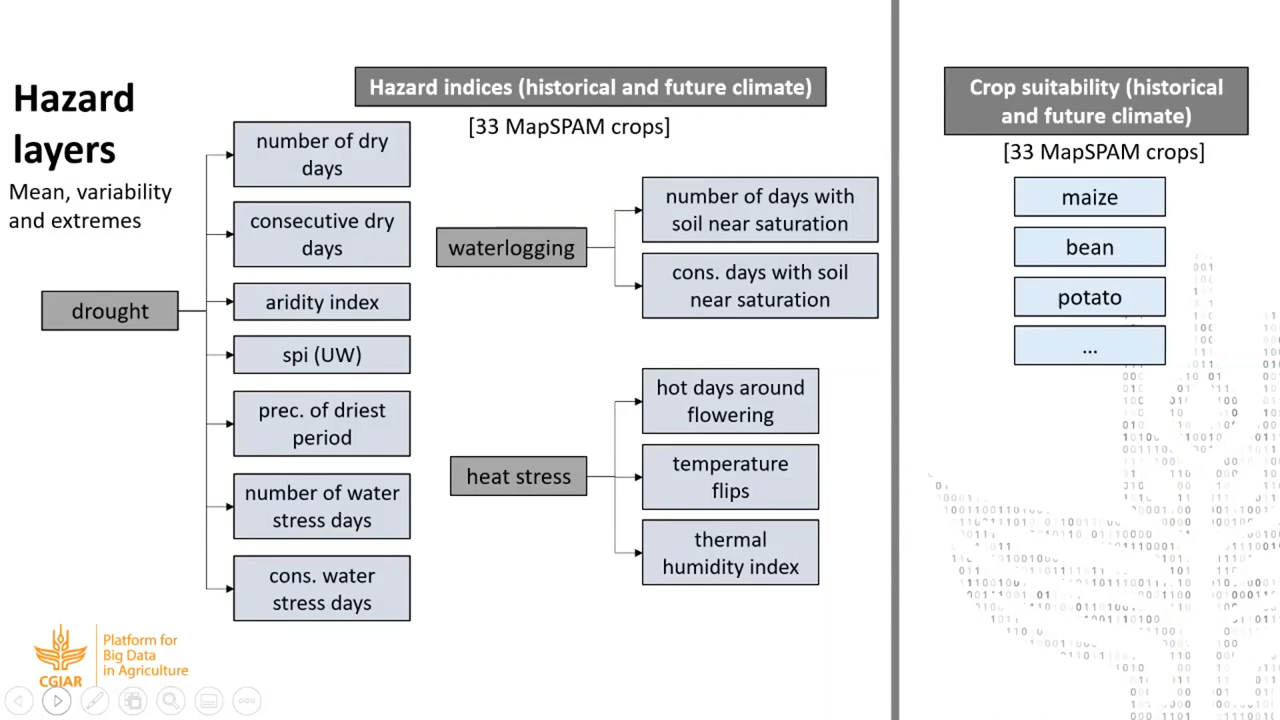 Hazard
layers
Mean, variability
and extremes
Hazard indices (historical and future climate)
[33 MapSPAM crops]
drought
number of dry
days
consecutive dry
days
aridity index
spi (UW)
prec. of driest
period
number of water
stress days
cons. water
stress days
waterlogging
number of days with
soil near saturation
cons. days with soil
near saturation
heat stress
hot days around
flowering
temperature
flips
thermal
humidity index
Crop suitability (historical
and future climate)
[33 MapSPAM crops]
maize
bean
potato
...
CGIAR
Platform for
Big Data
in Agriculture